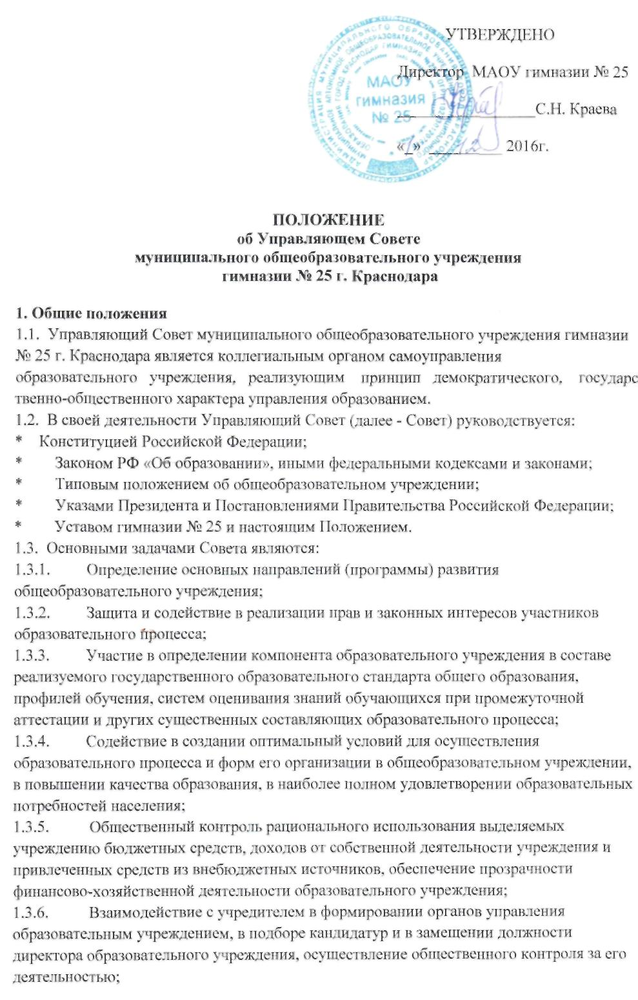 УТВЕРЖДЕНО
Директор МАОУ гимназии № 25
МАОУ
гимназия
№ 25
________________С.Н. Краева
«_» _________ 2016г.
ПОЛОЖЕНИЕ
об Управляющем Совете
муниципального общеобразовательного учреждения
гимназии № 25 г. Краснодара
1. Общие положения
1.1. Управляющий Совет муниципального общеобразовательного учреждения гимназии
№ 25 г. Краснодара является коллегиальным органом самоуправления
образовательного учреждения, реализующим принцип демократического, государс
твенно-общественного характера управления образованием.
1.2. В своей деятельности Управляющий Совет (далее - Совет) руководствуется:
* Конституцией Российской Федерации;
* Законом РФ «Об образовании», иными федеральными кодексами и законами;
* Типовым положением об общеобразовательном учреждении;
* Указами Президента и Постановлениями Правительства Российской Федерации;
* Уставом гимназии № 25 и настоящим Положением.
1.3. Основными задачами Совета являются:
1.3.1. Определение основных направлений (программы) развития
общеобразовательного учреждения;
1.3.2. Защита и содействие в реализации прав и законных интересов участников
образовательного процесса;
1.3.3. Участие в определении компонента образовательного учреждения в составе
реализуемого государственного образовательного стандарта общего образования,
профилей обучения, систем оценивания знаний обучающихся при промежуточной
аттестации и других существенных составляющих образовательного процесса;
1.3.4. Содействие в создании оптимальный условий для осуществления
образовательного процесса и форм его организации в общеобразовательном учреждении,
в повышении качества образования, в наиболее полном удовлетворении образовательных
потребностей населения;
1.3.5. Общественный контроль рационального использования выделяемых
учреждению бюджетных средств, доходов от собственной деятельности учреждения и
привлеченных средств из внебюджетных источников, обеспечение прозрачности
финансово-хозяйственной деятельности образовательного учреждения;
1.3.6. Взаимодействие с учредителем в формировании органов управления
образовательным учреждением, в подборе кандидатур и в замещении должности
директора образовательного учреждения, осуществление общественного контроля за его
деятельностью;